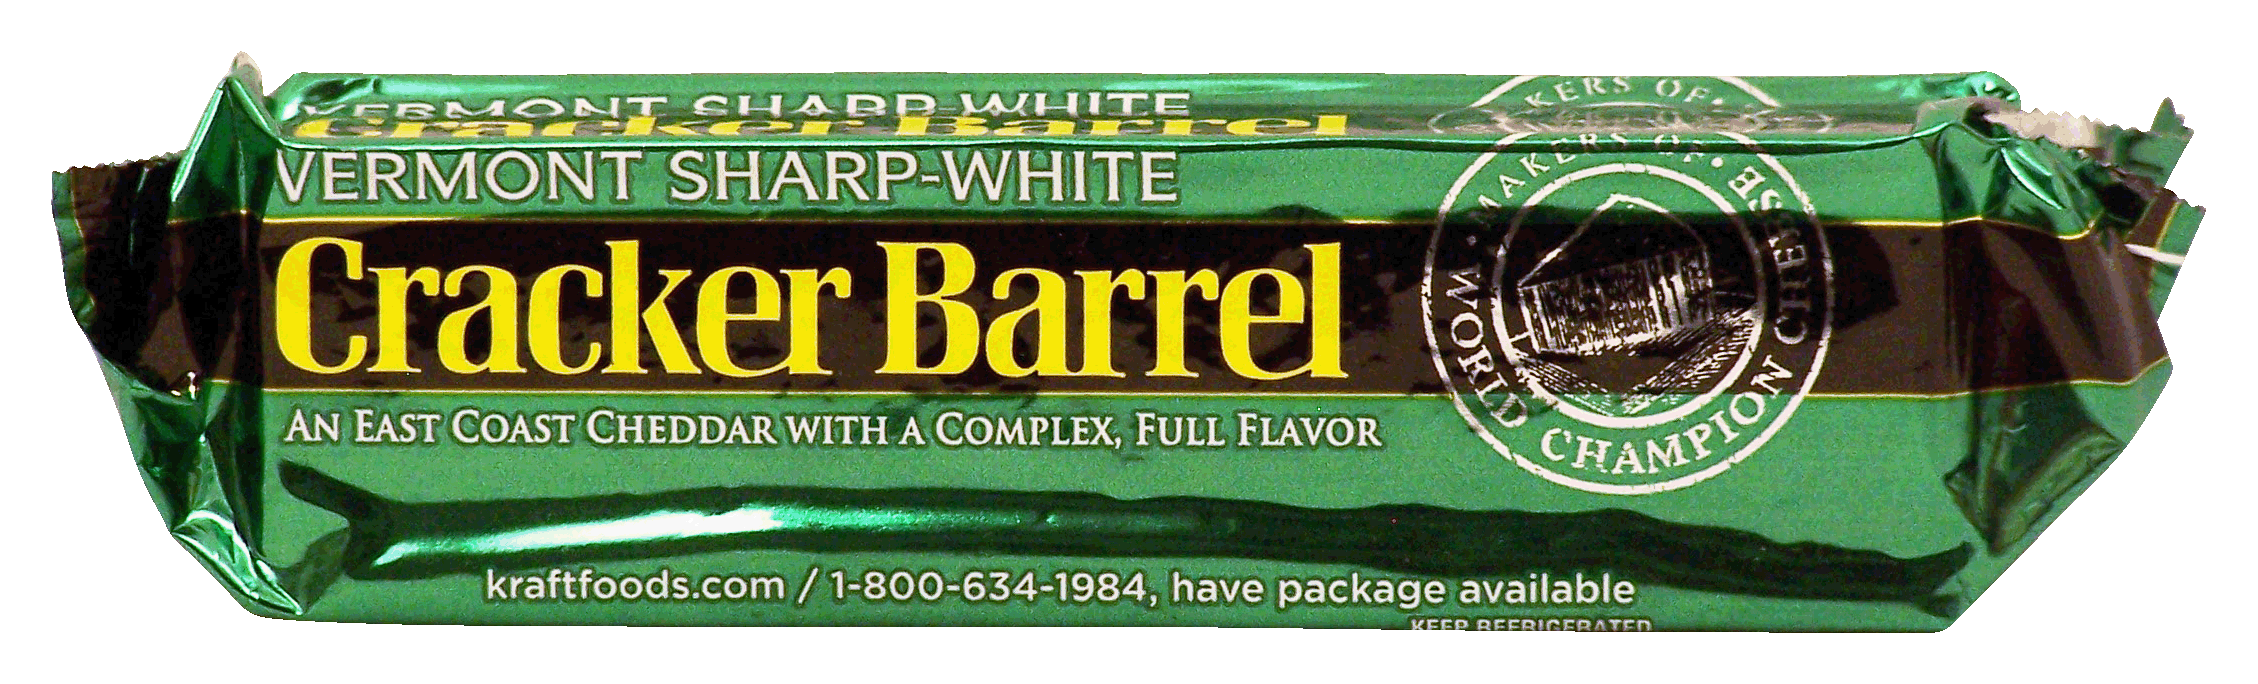 VERMONT SHARP-WHITE
Cracker Barrel
VERMONT SHARP-WHITE
Cracker Barrel
AN EAST COAST CHEDDAR WITH A COMPLEX, FULL FLAVOR
MAKERS OF • WORLD CHAMPION CHEESE •
kraftfoods.com / 1-800-634-1984, have package available
KEEP REFRIGERATED